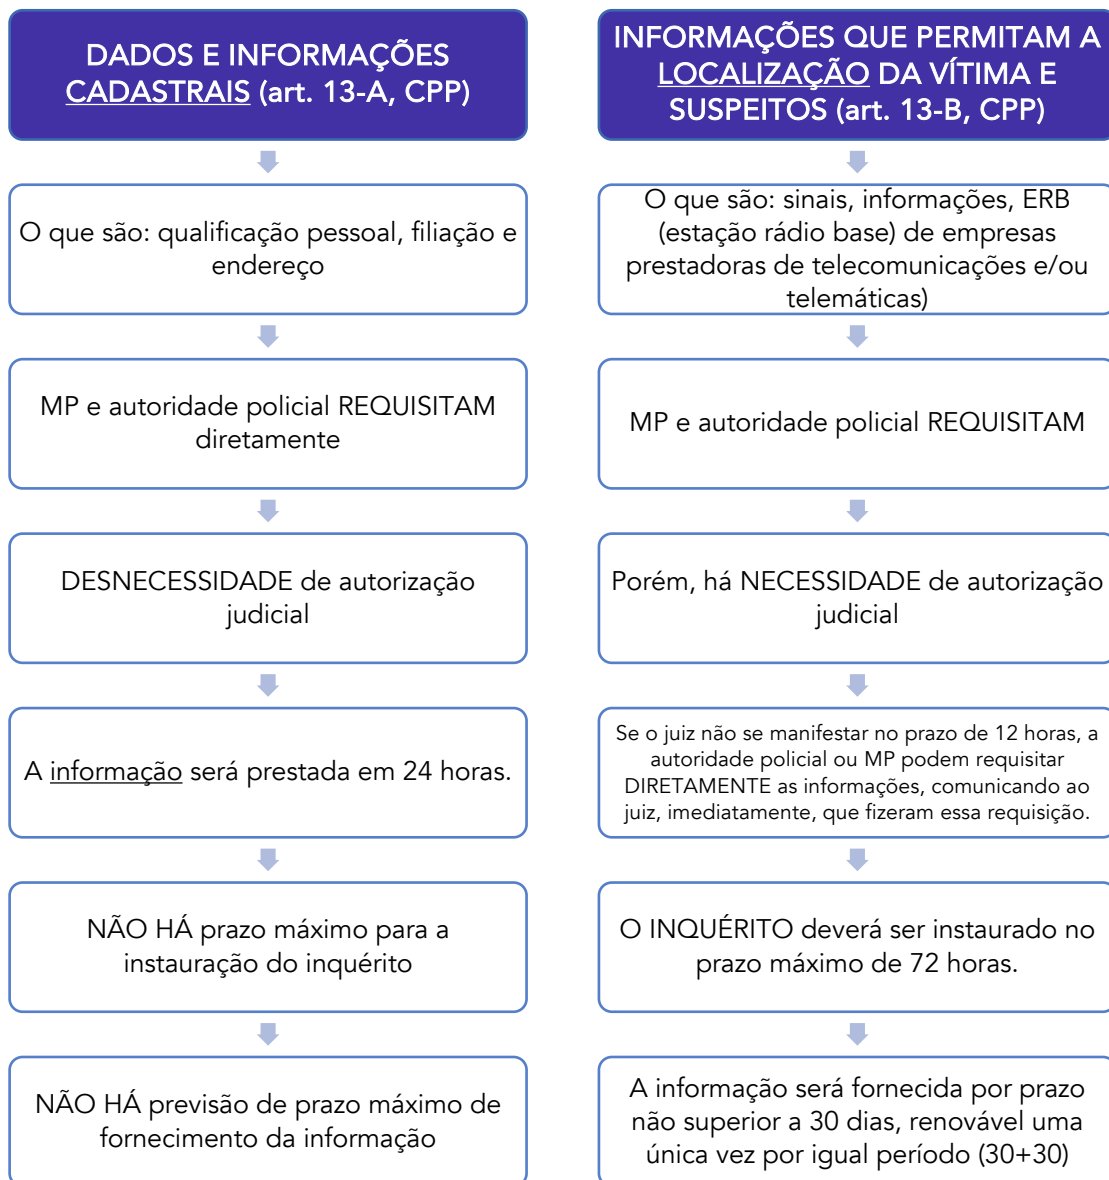 DADOS E INFORMAÇÕES
CADASTRAIS (art. 13-A, CPP)
O que são: qualificação pessoal, filiação e
endereço
MP e autoridade policial REQUISITAM
diretamente
DESNECESSIDADE de autorização
judicial
A informação será prestada em 24 horas.
NÃO HÁ prazo máximo para a
instauração do inquérito
NÃO HÁ previsão de prazo máximo de
fornecimento da informação
INFORMAÇÕES QUE PERMITAM A
LOCALIZAÇÃO DA VÍTIMA E
SUSPEITOS (art. 13-B, CPP)
O que são: sinais, informações, ERB
(estação rádio base) de empresas
prestadoras de telecomunicações e/ou
telemáticas)
MP e autoridade policial REQUISITAM
Porém, há NECESSIDADE de autorização
judicial
Se o juiz não se manifestar no prazo de 12 horas, a
autoridade policial ou MP podem requisitar
DIRETAMENTE as informações, comunicando ao
juiz, imediatamente, que fizeram essa requisição.
O INQUÉRITO deverá ser instaurado no
prazo máximo de 72 horas.
A informação será fornecida por prazo
não superior a 30 dias, renovável uma
única vez por igual período (30+30)